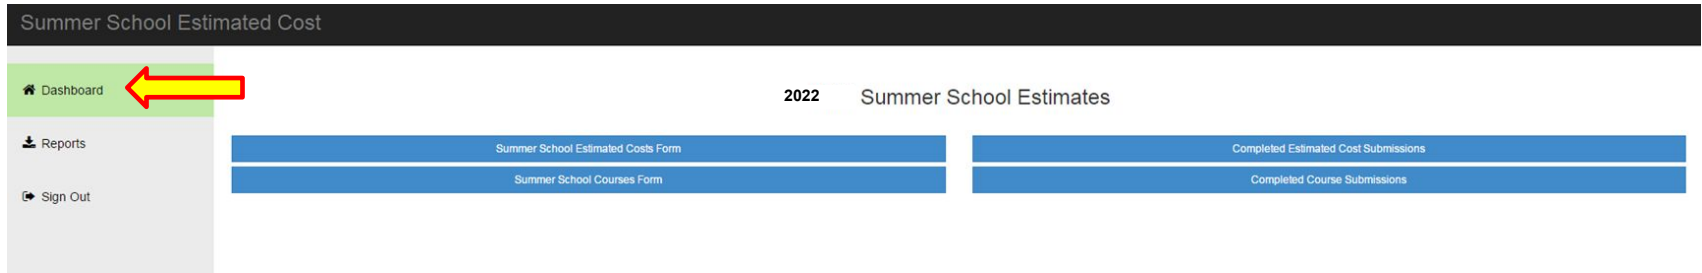 Summer School Estimated Cost
Dashboard
Reports
Sign Out
2022 Summer School Estimates
Summer School Estimated Costs Form
Completed Estimated Cost Submissions
Summer School Courses Form
Completed Course Submissions